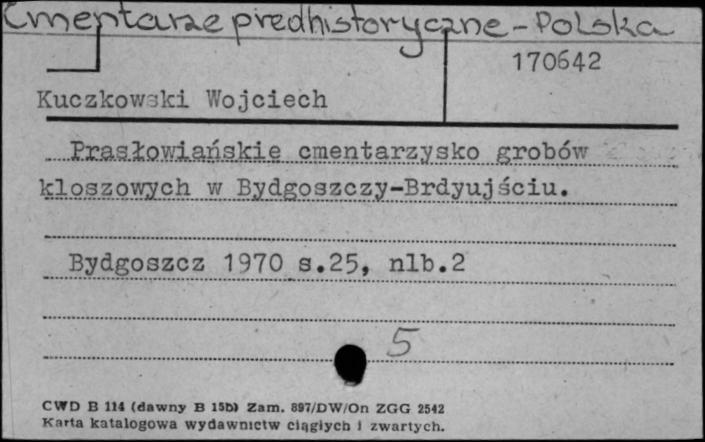 Cmentarze predhistoryczne - Polska
170642
Kuczkowski Wojciech
Prasłowiańskie cmentarzysko grobów
kloszowych w Bydgoszczy-Brdyujściu.
Bydgoszcz 1970 s.25, nlb.2
5
CWD B 114 (dawny B 15b) Zam. 897/DW/On ZGG 2542
Karta katalogowa wydawnictw ciągłych i zwartych.